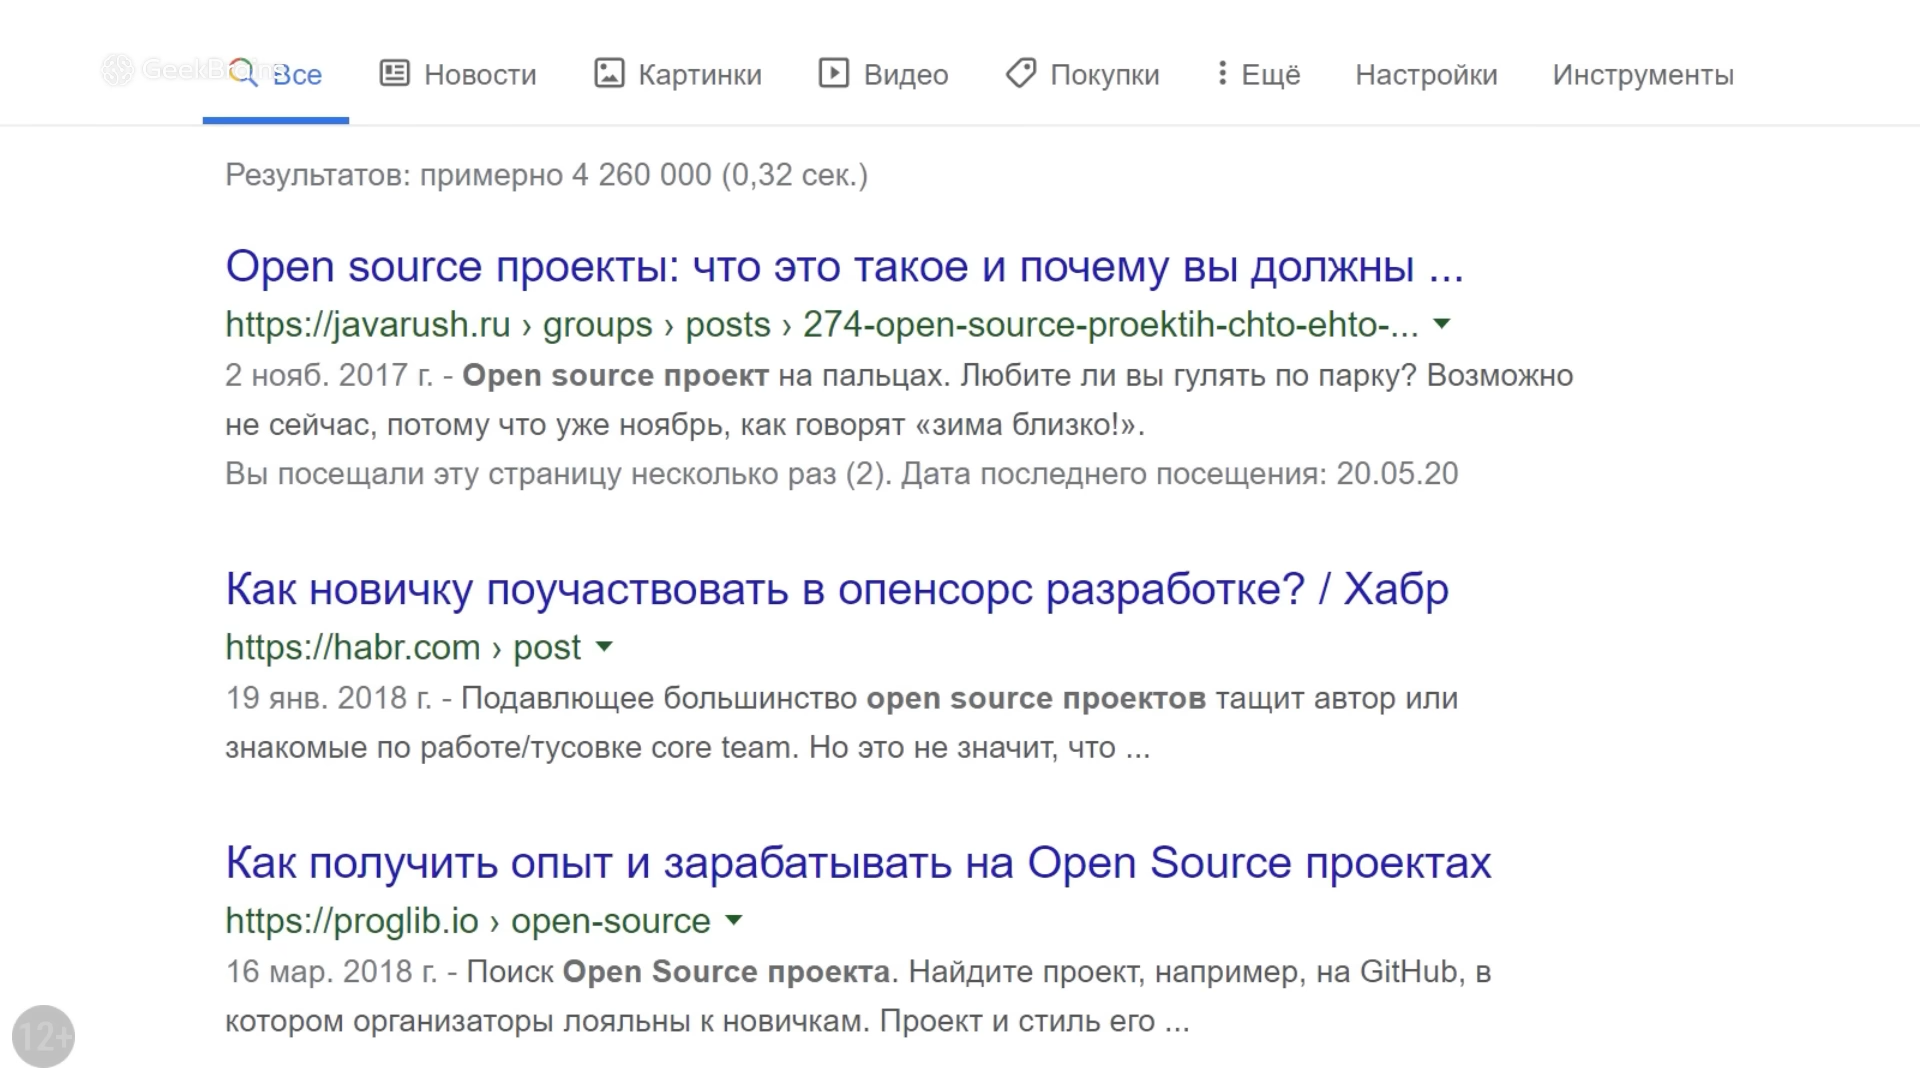 GeekBrains
Все Новости Картинки Видео Покупки Ещё Настройки Инструменты
Результатов: примерно 4 260 000 (0,32 сек.)
Open source проекты: что это такое и почему вы должны ...
https://javarush.ru › groups › posts › 274-open-source-proektih-chto-ehto-...
2 нояб. 2017 г. - Open source проект на пальцах. Любите ли вы гулять по парку? Возможно
не сейчас, потому что уже ноябрь, как говорят «зима близко!».
Вы посещали эту страницу несколько раз (2). Дата последнего посещения: 20.05.20
Как новичку поучаствовать в опенсорс разработке? / Хабр
https://habr.com › post
19 янв. 2018 г. - Подавлющее большинство open source проектов тащит автор или
знакомые по работе/тусовке core team. Но это не значит, что ...
Как получить опыт и зарабатывать на Open Source проектах
https://proglib.io › open-source
16 мар. 2018 г. - Поиск Open Source проекта. Найдите проект, например, на GitHub, в
котором организаторы лояльны к новичкам. Проект и стиль его ...
12+